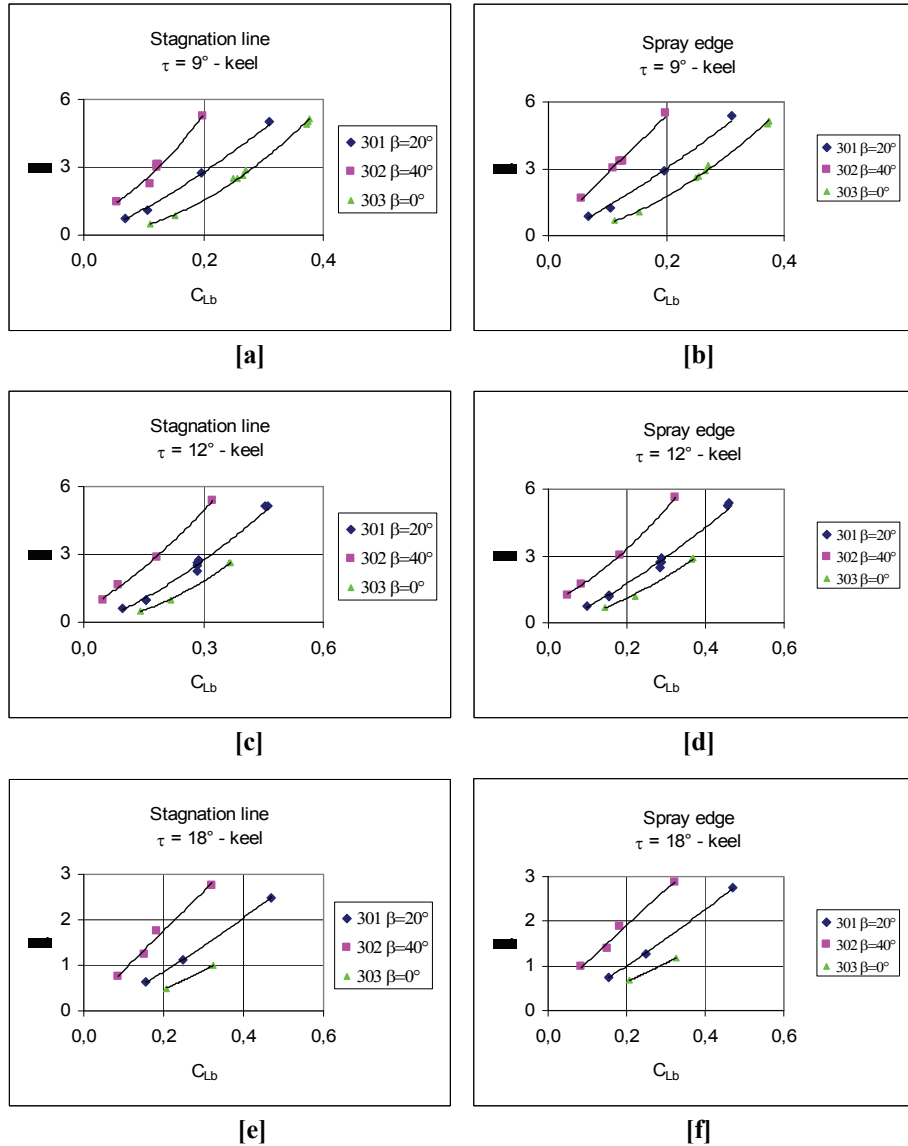 Stagnation line
τ = 9° - keel
6
3
0
0,0
0,2
0,4
C_Lb
301 β=20°
302 β=40°
303 β=0°
[a]
Spray edge
τ = 9° - keel
6
3
0
0,0
0,2
0,4
C_Lb
301 β=20°
302 β=40°
303 β=0°
[b]
Stagnation line
τ = 12° - keel
6
3
0
0,0
0,3
0,6
C_Lb
301 β=20°
302 β=40°
303 β=0°
[c]
Spray edge
τ = 12° - keel
6
3
0
0,0
0,2
0,4
0,6
C_Lb
301 β=20°
302 β=40°
303 β=0°
[d]
Stagnation line
τ = 18° - keel
3
2
1
0
0,0
0,2
0,4
0,6
C_Lb
301 β=20°
302 β=40°
303 β=0°
[e]
Spray edge
τ = 18° - keel
3
2
1
0
0,0
0,2
0,4
0,6
C_Lb
301 β=20°
302 β=40°
303 β=0°
[f]